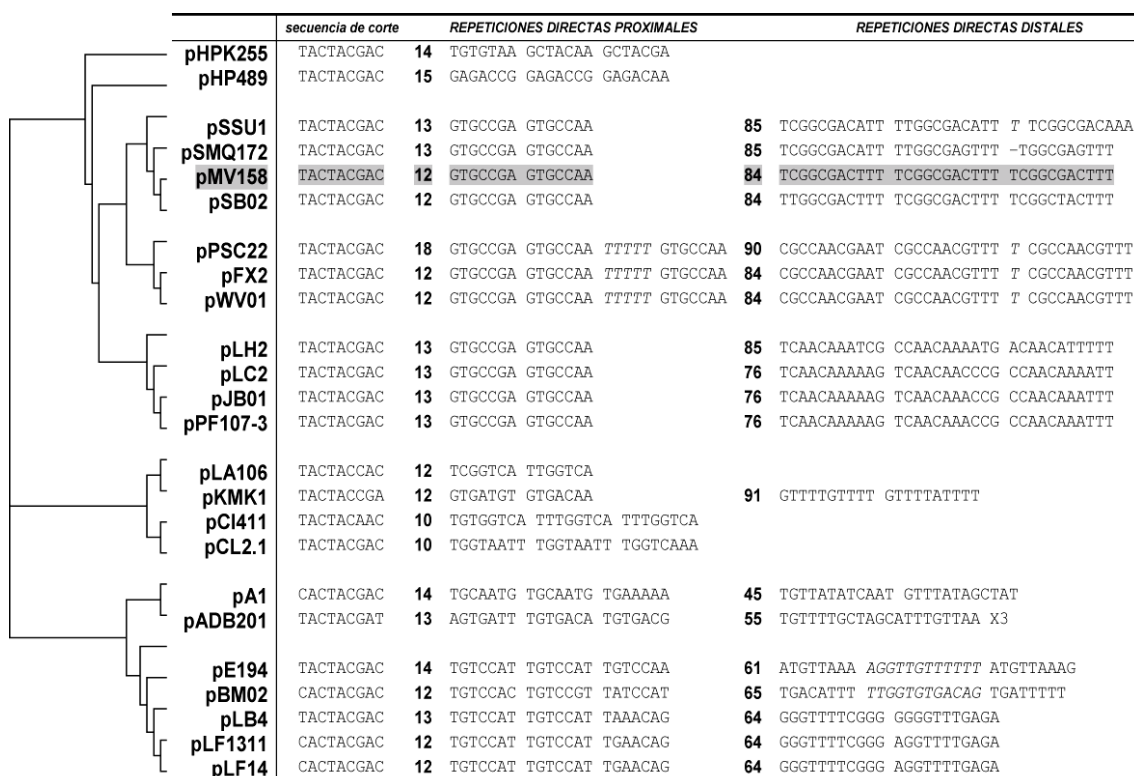 secuencia de corte REPETICIONES DIRECTAS PROXIMALES REPETICIONES DIRECTAS DISTALES
pHPK255 TACTACGAC 14 TGTGTAA GCTACAA GCTACGA
pHP489 TACTACGAC 15 GAGACCG GAGACCG GAGACAA
pSSU1 TACTACGAC 13 GTGCCGA GTGCCAA 85 TCGGCGACATT TTGGCGACATT T TCGGCGACAAA
pSMQ172 TACTACGAC 13 GTGCCGA GTGCCAA 85 TCGGCGACATT TTGGCGAGTTT -TGGCGAGTTT
pMV158 TACTACGAC 12 GTGCCGA GTGCCAA 84 TCGGCGACTTT TCGGCGACTTT TCGGCGACTTT
pSB02 TACTACGAC 12 GTGCCGA GTGCCAA 84 TTGGCGACTTT TCGGCGACTTT TCGGCTACTTT
pPSC22 TACTACGAC 18 GTGCCGA GTGCCAA TTTTT GTGCCAA 90 CGCCAACGAAT CGCCAACGTTT T CGCCAACGTTT
pFX2 TACTACGAC 12 GTGCCGA GTGCCAA TTTTT GTGCCAA 84 CGCCAACGAAT CGCCAACGTTT T CGCCAACGTTT
pWV01 TACTACGAC 12 GTGCCGA GTGCCAA TTTTT GTGCCAA 84 CGCCAACGAAT CGCCAACGTTT T CGCCAACGTTT
pLH2 TACTACGAC 13 GTGCCGA GTGCCAA 85 TCAACAAATCG CCAACAAAATG ACAACATTTTT
pLC2 TACTACGAC 13 GTGCCGA GTGCCAA 76 TCAACAAAAAG TCAACAACCCG CCAACAAAATT
pJB01 TACTACGAC 13 GTGCCGA GTGCCAA 76 TCAACAAAAAG TCAACAAACCG CCAACAAATTT
pPF107-3 TACTACGAC 13 GTGCCGA GTGCCAA 76 TCAACAAAAAG TCAACAAACCG CCAACAAATTT
pLA106 TACTACCAC 12 TCGGTCA TTGGTCA
pKMK1 TACTACCGA 12 GTGATGT GTGACAA 91 GTTTTGTTTT GTTTTATTTT
pCI411 TACTACAAC 10 TGTGGTCA TTTGGTCA TTTGGTCA
pCL2.1 TACTACGAC 10 TGGTAATT TGGTAATT TGGTCAAA
pA1 CACTACGAC 14 TGCAATG TGCAATG TGAAAAA 45 TGTTATATCAAT GTTTATAGCTAT
pADB201 TACTACGAT 13 AGTGATT TGTGACA TGTGACG 55 TGTTTTGCTAGCATTTGTTAA X3
pE194 TACTACGAC 14 TGTCCAT TGTCCAT TGTCCAA 61 ATGTTAAA AGGTTGTTTTTT ATGTTAAAG
pBM02 CACTACGAC 12 TGTCCAC TGTCCGT TATCCAT 65 TGACATTT TTGGTGTGACAG TGATTTTT
pLB4 TACTACGAC 13 TGTCCAT TGTCCAT TAAACAG 64 GGGTTTTCGGG GGGGTTTGAGA
pLF1311 CACTACGAC 12 TGTCCAT TGTCCAT TGAACAG 64 GGGTTTTCGGG AGGTTTTGAGA
pLF14 CACTACGAC 12 TGTCCAT TGTCCAT TGAACAG 64 GGGTTTTCGGG AGGTTTTGAGA